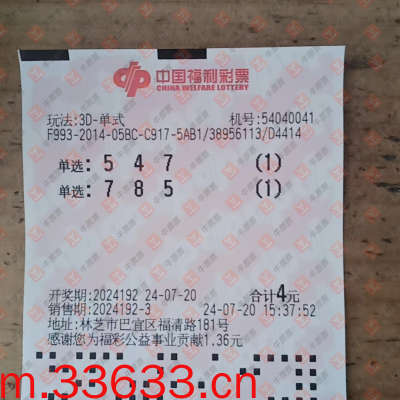 中国福利彩票
CHINA WELFARE LOTTERY
玩法:3D-单式 机号:54040041
F993-2014-05BC-C917-5AB1/38956113/D4414
单选: 5 4 7 (1)
单选: 7 8 5 (1)
开奖期:2024192 24-07-20 合计4元
销售期:2024192-3 24-07-20 15:37:52
地址:林芝市巴宜区福清路181号
感谢您为福彩公益事业贡献1.36元
m.33633.cn